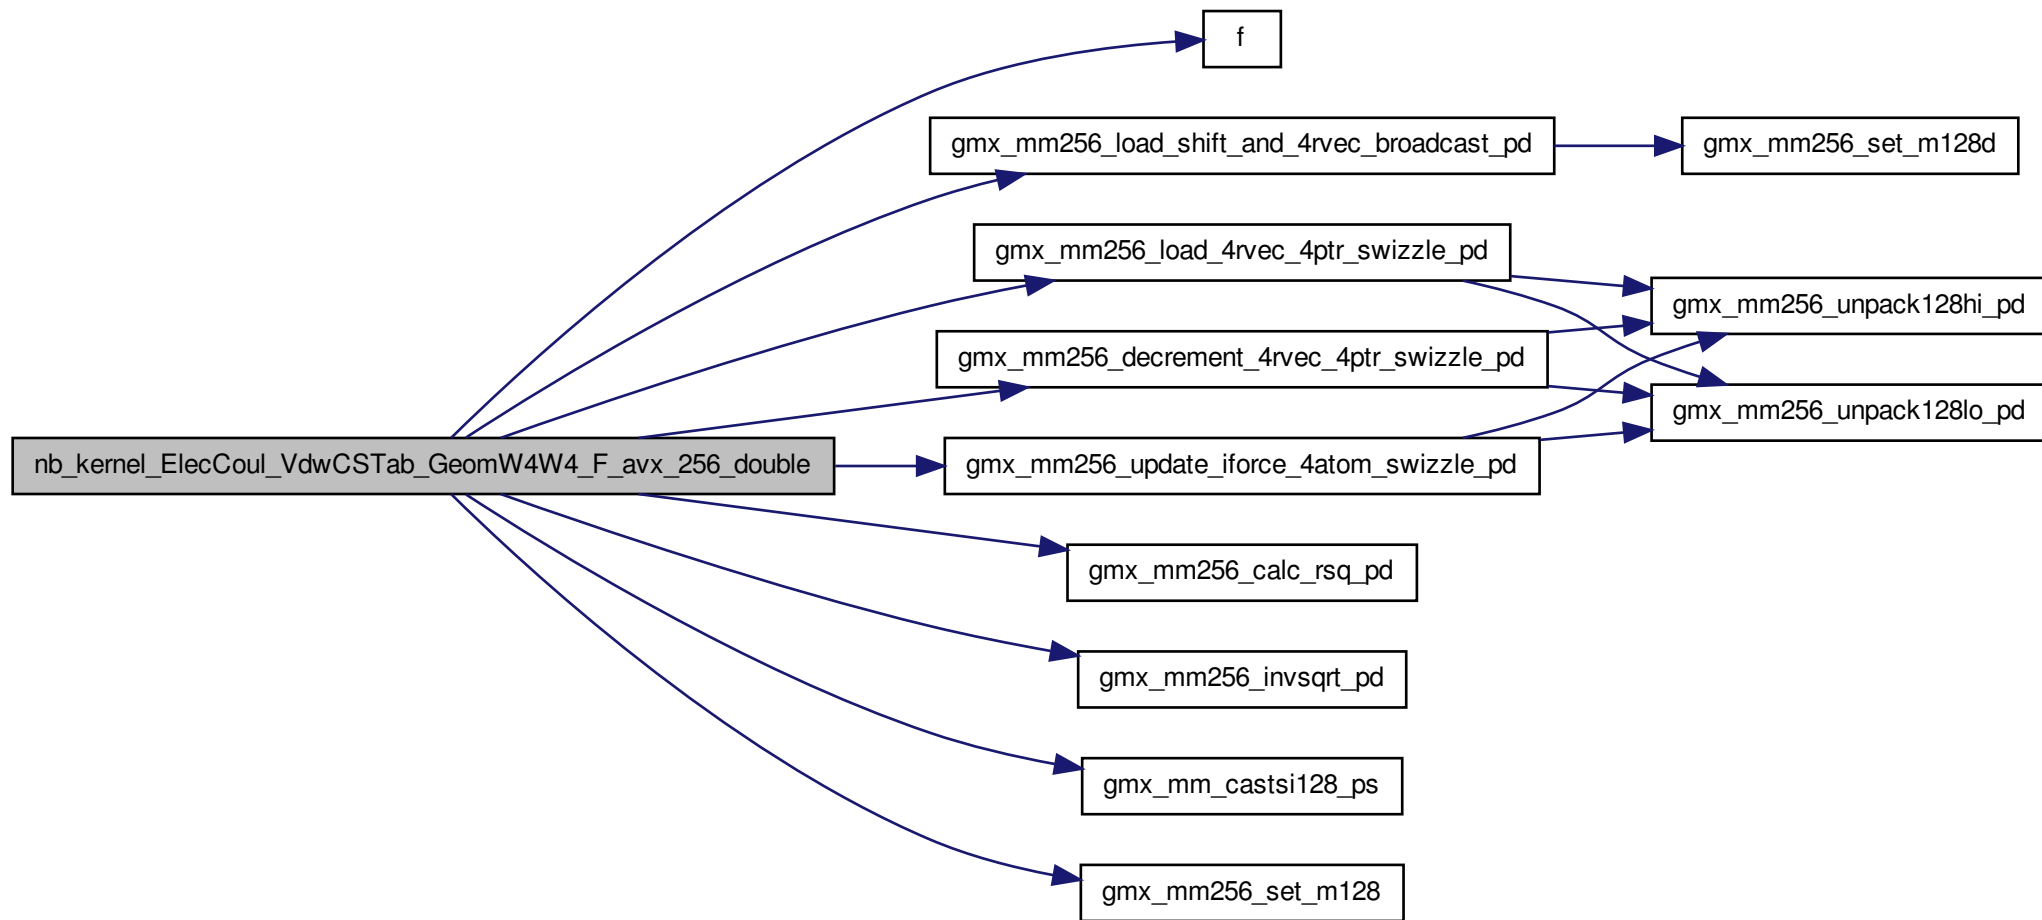 f
gmx_mm256_load_shift_and_4rvec_broadcast_pd
gmx_mm256_set_m128d
gmx_mm256_load_4rvec_4ptr_swizzle_pd
gmx_mm256_unpack128hi_pd
gmx_mm256_decrement_4rvec_4ptr_swizzle_pd
gmx_mm256_unpack128lo_pd
nb_kernel_ElecCoul_VdwCSTab_GeomW4W4_F_avx_256_double
gmx_mm256_update_iforce_4atom_swizzle_pd
gmx_mm256_calc_rsq_pd
gmx_mm256_invsqrt_pd
gmx_mm_castsi128_ps
gmx_mm256_set_m128